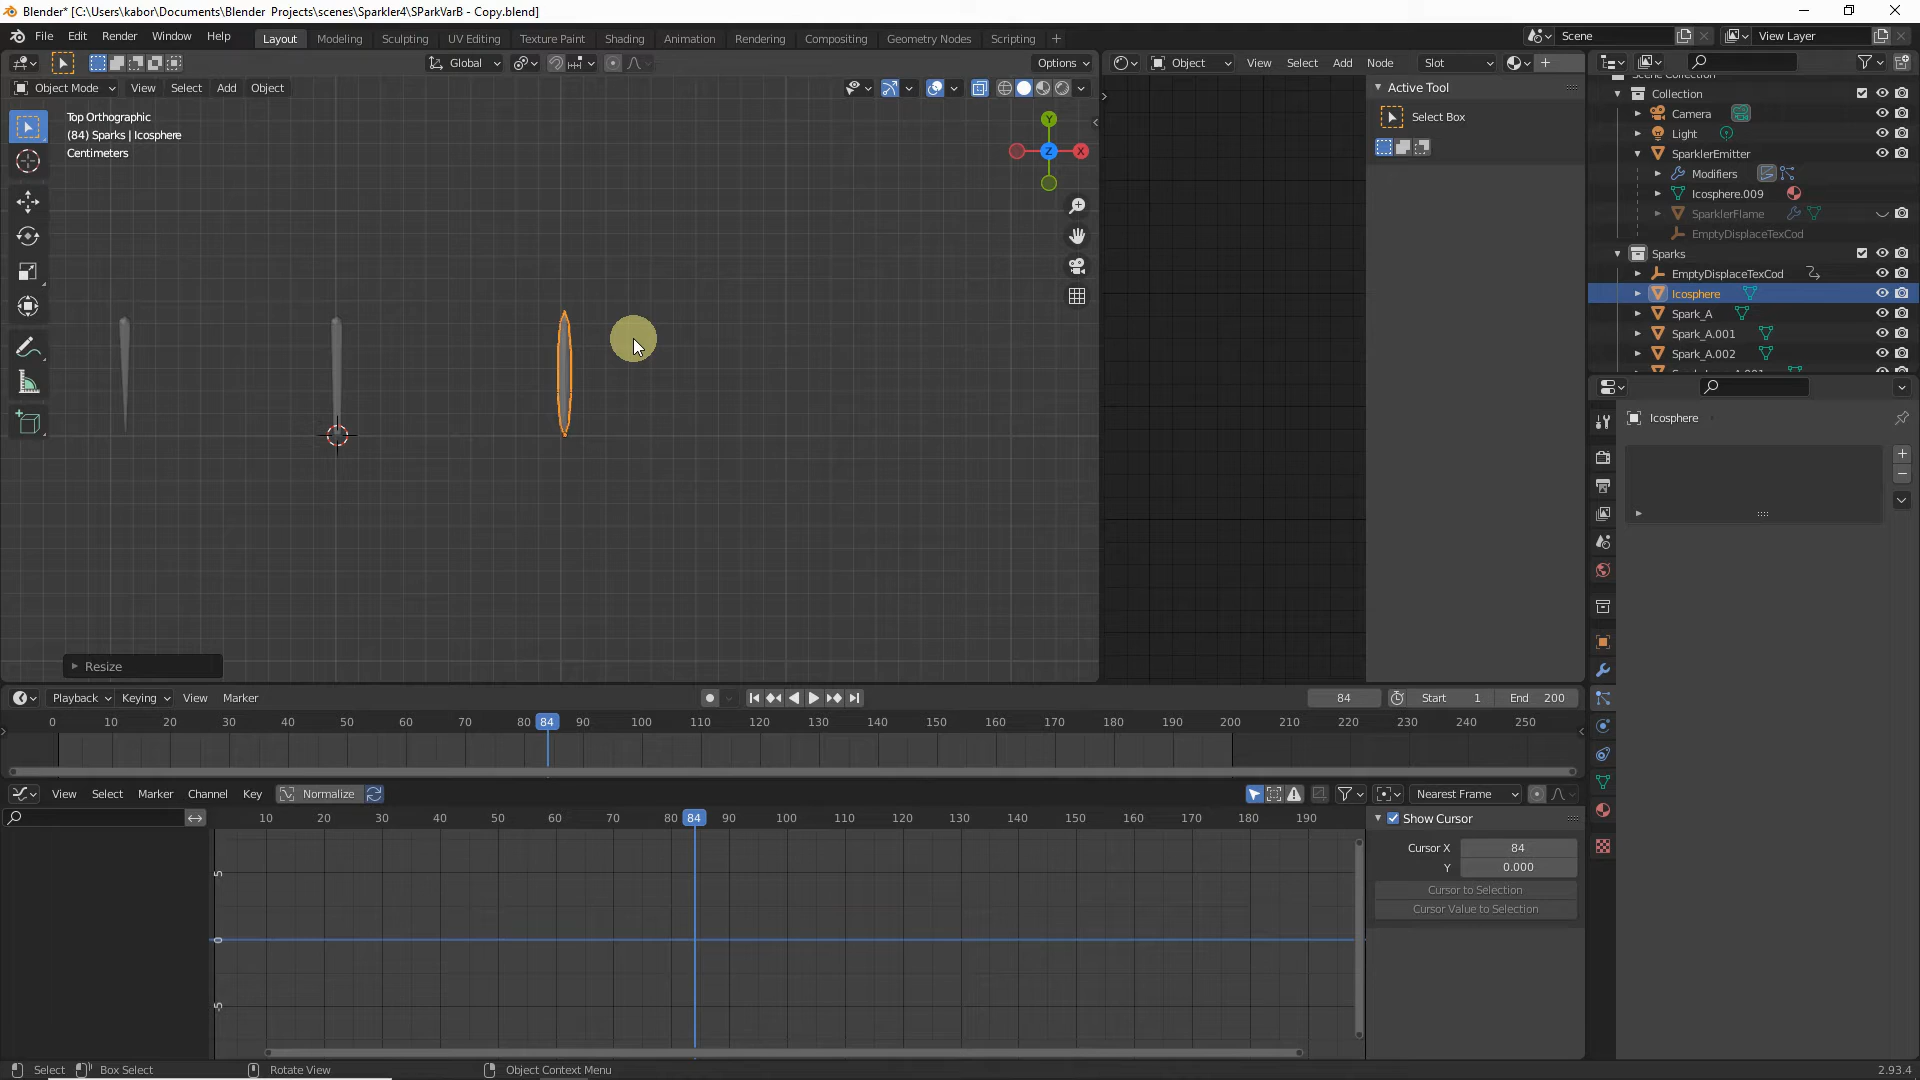 Blender* [C:\Users\kabor\Documents\Blender Projects\scenes\Sparkler4\SParkVarB - Copy.blend]
File Edit Render Window Help Layout Modeling Sculpting UV Editing Texture Paint Shading Animation Rendering Compositing Geometry Nodes Scripting + Scene View Layer
Global Options Object View Select Add Node Slot
Object Mode View Select Add Object
Top Orthographic
(84) Sparks | Icosphere
Centimeters
Y
X
Z
Resize
Active Tool
Select Box
Scene Collection
Collection
Camera
Light
SparklerEmitter
Modifiers
Icosphere.009
SparklerFlame
EmptyDisplaceTexCod
Sparks
EmptyDisplaceTexCod
Icosphere
Spark_A
Spark_A.001
Spark_A.002
Icosphere
Playback Keying View Marker 84 Start 1 End 200
0 10 20 30 40 50 60 70 80 84 90 100 110 120 130 140 150 160 170 180 190 200 210 220 230 240 250
View Select Marker Channel Key Normalize Nearest Frame
10 20 30 40 50 60 70 80 84 90 100 110 120 130 140 150 160 170 180 190
5
0
-5
Show Cursor
Cursor X 84
Y 0.000
Cursor to Selection
Cursor Value to Selection
Select Box Select Rotate View Object Context Menu 2.93.4